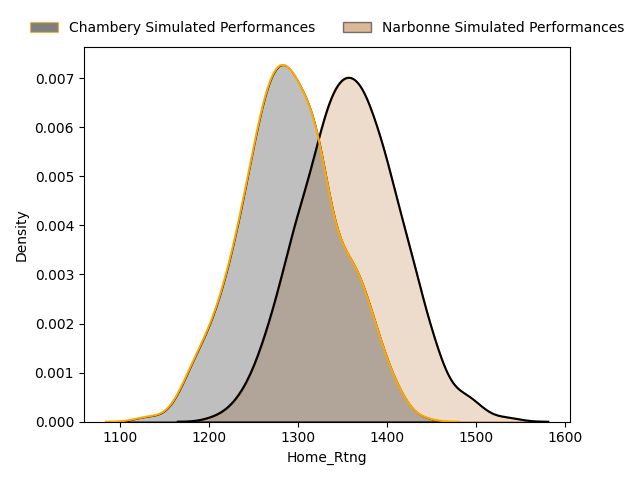 Chambery Simulated Performances
Narbonne Simulated Performances
0.007
0.006
0.005
0.004
0.003
0.002
0.001
0.000
Density
1100 1200 1300 1400 1500 1600
Home_Rtng